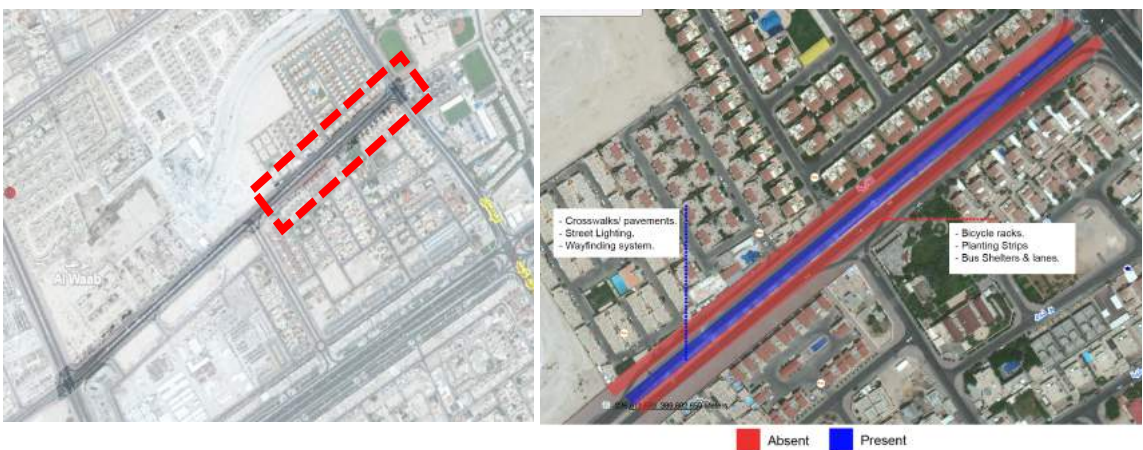 Al Waab
- Crosswalks/ pavements.
- Street Lighting,
- Wayfinding system.
- Bicycle racks.
- Planting Strips
- Bus Shelters & lanes.
Absent
Present